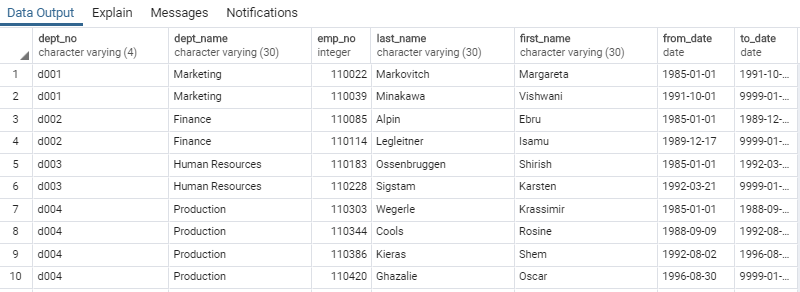 Data Output Explain Messages Notifications
dept_no dept_name emp_no last_name first_name from_date to_date
character varying (4) character varying (30) integer character varying (30) character varying (30) date date
1 d001 Marketing 110022 Markovitch Margareta 1985-01-01 1991-10-...
2 d001 Marketing 110039 Minakawa Vishwani 1991-10-01 9999-01-...
3 d002 Finance 110085 Alpin Ebru 1985-01-01 1989-12-...
4 d002 Finance 110114 Legleitner Isamu 1989-12-17 9999-01-...
5 d003 Human Resources 110183 Ossenbruggen Shirish 1985-01-01 1992-03-...
6 d003 Human Resources 110228 Sigstam Karsten 1992-03-21 9999-01-...
7 d004 Production 110303 Wegerle Krassimir 1985-01-01 1988-09-...
8 d004 Production 110344 Cools Rosine 1988-09-09 1992-08-...
9 d004 Production 110386 Kieras Shem 1992-08-02 1996-08-...
10 d004 Production 110420 Ghazalie Oscar 1996-08-30 9999-01-...